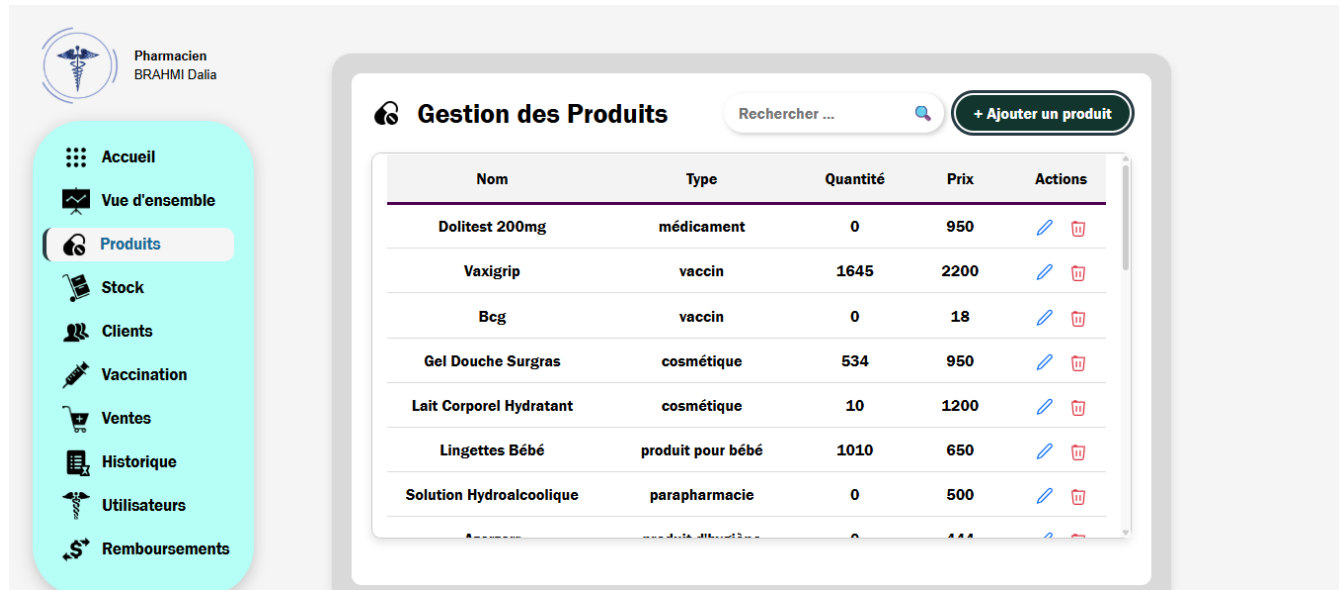 Pharmacien
BRAHMI Dalia
Accueil
Vue d'ensemble
Produits
Stock
Clients
Vaccination
Ventes
Historique
Utilisateurs
Remboursements
Gestion des Produits
Rechercher ...
+ Ajouter un produit
Nom Type Quantité Prix Actions
Dolitest 200mg médicament 0 950
Vaxigrip vaccin 1645 2200
Bcg vaccin 0 18
Gel Douche Surgras cosmétique 534 950
Lait Corporel Hydratant cosmétique 10 1200
Lingettes Bébé produit pour bébé 1010 650
Solution Hydroalcoolique parapharmacie 0 500
produit d'hygiène 0